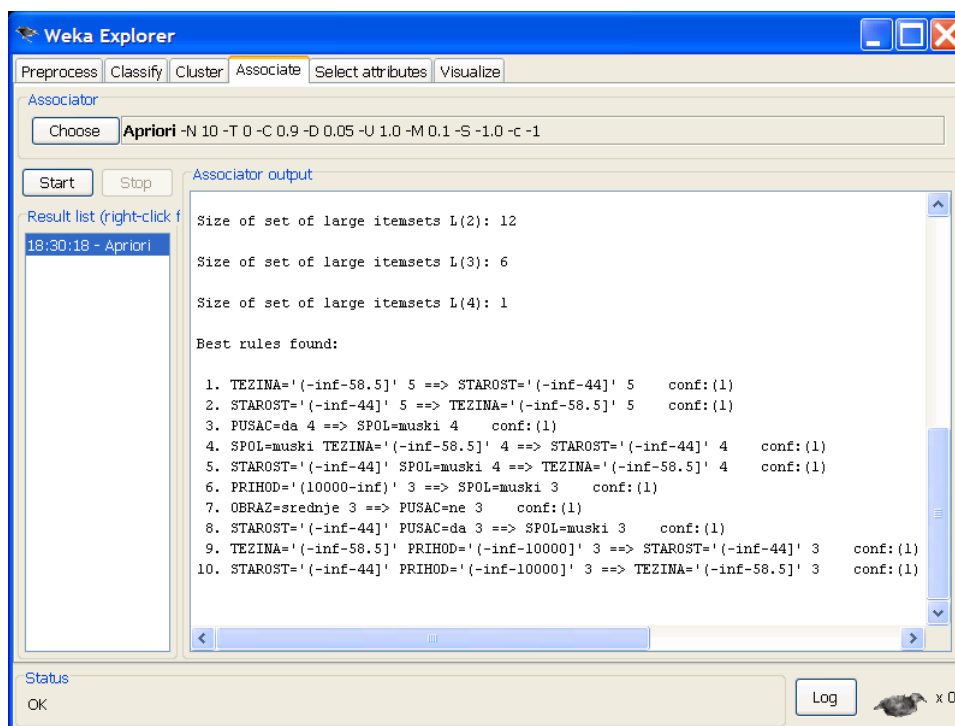 Weka Explorer
Preprocess Classify Cluster Associate Select attributes Visualize
Associator
Choose Apriori -N 10 -T 0 -C 0.9 -D 0.05 -U 1.0 -M 0.1 -S -1.0 -c -1
Start Stop
Result list (right-click f
18:30:18 - Apriori
Associator output
Size of set of large itemsets L(2): 12
Size of set of large itemsets L(3): 6
Size of set of large itemsets L(4): 1
Best rules found:
1. TEZINA='(-inf-58.5]' 5 ==> STAROST='(-inf-44]' 5 conf:(1)
2. STAROST='(-inf-44]' 5 ==> TEZINA='(-inf-58.5]' 5 conf:(1)
3. PUSAC=da 4 ==> SPOL=muski 4 conf:(1)
4. SPOL=muski TEZINA='(-inf-58.5]' 4 ==> STAROST='(-inf-44]' 4 conf:(1)
5. STAROST='(-inf-44]' SPOL=muski 4 ==> TEZINA='(-inf-58.5]' 4 conf:(1)
6. PRIHOD='(10000-inf)' 3 ==> SPOL=muski 3 conf:(1)
7. OBRAZ=srednje 3 ==> PUSAC=ne 3 conf:(1)
8. STAROST='(-inf-44]' PUSAC=da 3 ==> SPOL=muski 3 conf:(1)
9. TEZINA='(-inf-58.5]' PRIHOD='(-inf-10000]' 3 ==> STAROST='(-inf-44]' 3 conf:(1)
10. STAROST='(-inf-44]' PRIHOD='(-inf-10000]' 3 ==> TEZINA='(-inf-58.5]' 3 conf:(1)
Status
OK
Log
x 0